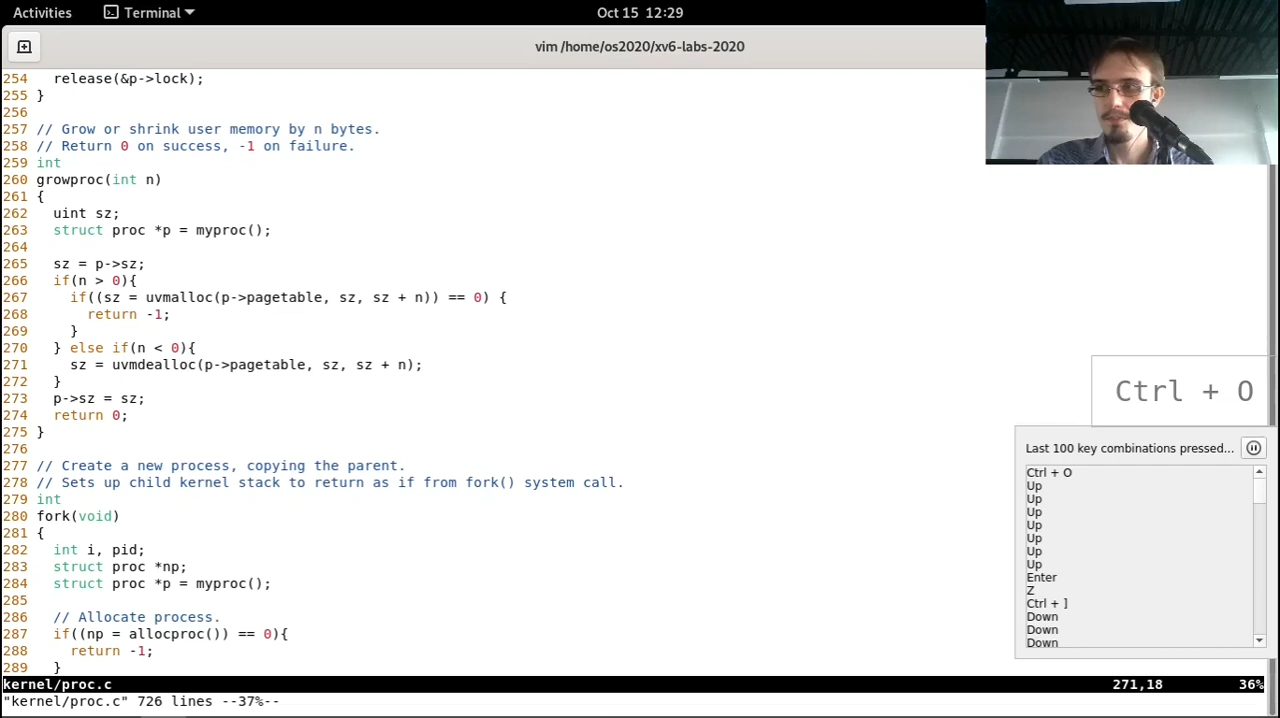 Activities Terminal Oct 15 12:29
vim /home/os2020/xv6-labs-2020
254 release(&p->lock);
255 }
256
257 // Grow or shrink user memory by n bytes.
258 // Return 0 on success, -1 on failure.
259 int
260 growproc(int n)
261 {
262 uint sz;
263 struct proc *p = myproc();
264
265 sz = p->sz;
266 if(n > 0){
267 if((sz = uvmalloc(p->pagetable, sz, sz + n)) == 0) {
268 return -1;
269 }
270 } else if(n < 0){
271 sz = uvmdealloc(p->pagetable, sz, sz + n);
272 }
273 p->sz = sz;
274 return 0;
275 }
276
277 // Create a new process, copying the parent.
278 // Sets up child kernel stack to return as if from fork() system call.
279 int
280 fork(void)
281 {
282 int i, pid;
283 struct proc *np;
284 struct proc *p = myproc();
285
286 // Allocate process.
287 if((np = allocproc()) == 0){
288 return -1;
289 }
kernel/proc.c 271,18 36%
"kernel/proc.c" 726 lines --37%--
Ctrl + O
Last 100 key combinations pressed...
Ctrl + O
Up
Up
Up
Up
Up
Up
Up
Enter
Z
Ctrl + ]
Down
Down
Down